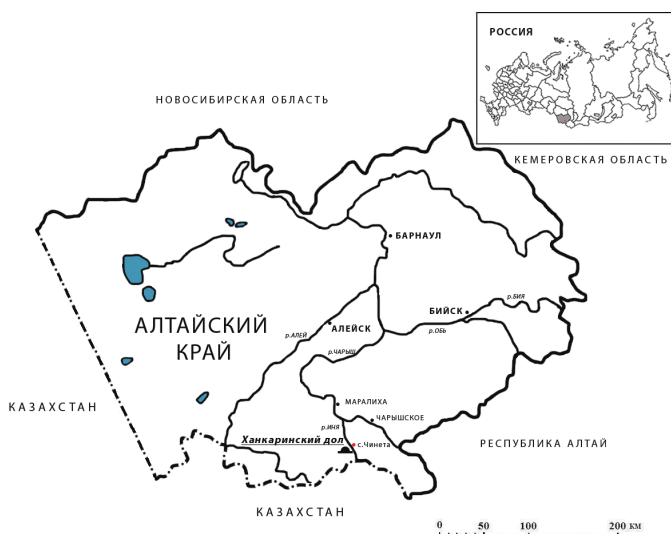 РОССИЯ
НОВОСИБИРСКАЯ ОБЛАСТЬ
КЕМЕРОВСКАЯ ОБЛАСТЬ
БАРНАУЛ
р.БИЯ
БИЙСК
АЛТАЙСКИЙ
КРАЙ
АЛЕЙСК
р.АЛЕЙ
р.ОБЬ
р.ЧАРЫШ
КАЗАХСТАН
МАРАЛИХА
ЧАРЫШСКОЕ
р.ИНЯ
Ханкаринский дол
с.Чинета
РЕСПУБЛИКА АЛТАЙ
КАЗАХСТАН
0 50 100 200 км